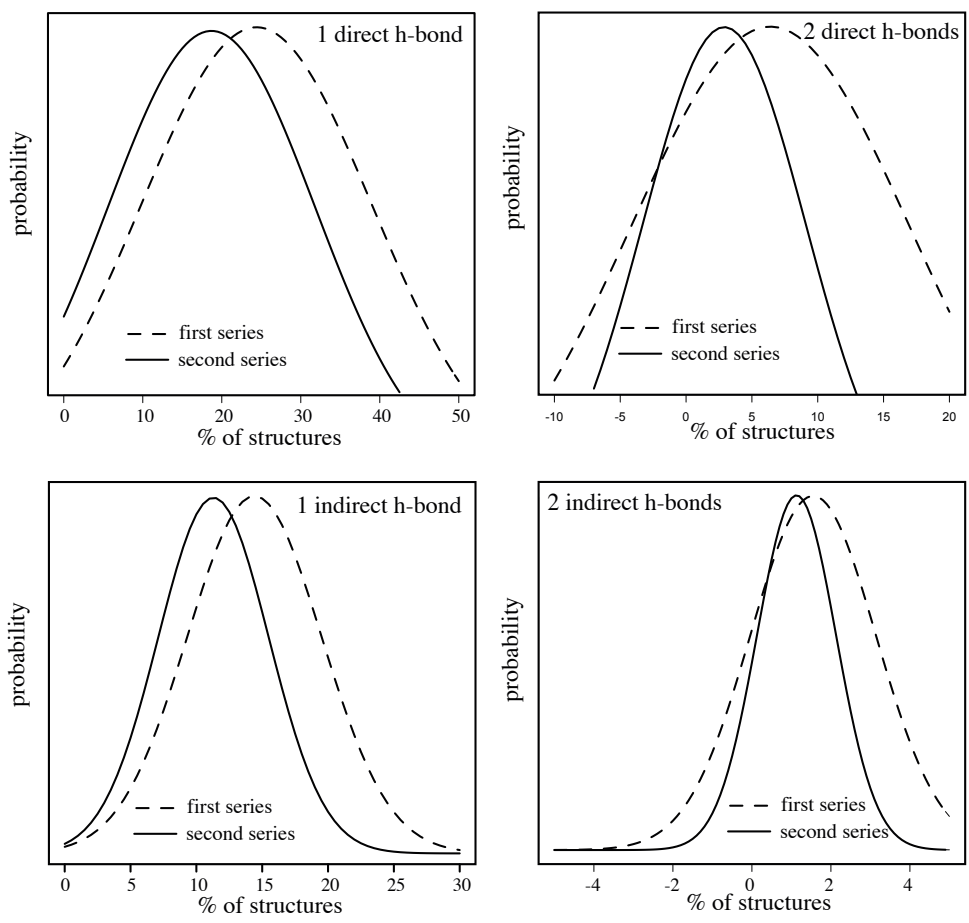 1 direct h-bond
probability
first series
second series
0 10 20 30 40 50
% of structures
2 direct h-bonds
probability
first series
second series
-10 -5 0 5 10 15 20
% of structures
1 indirect h-bond
probability
first series
second series
0 5 10 15 20 25 30
% of structures
2 indirect h-bonds
probability
first series
second series
-4 -2 0 2 4
% of structures